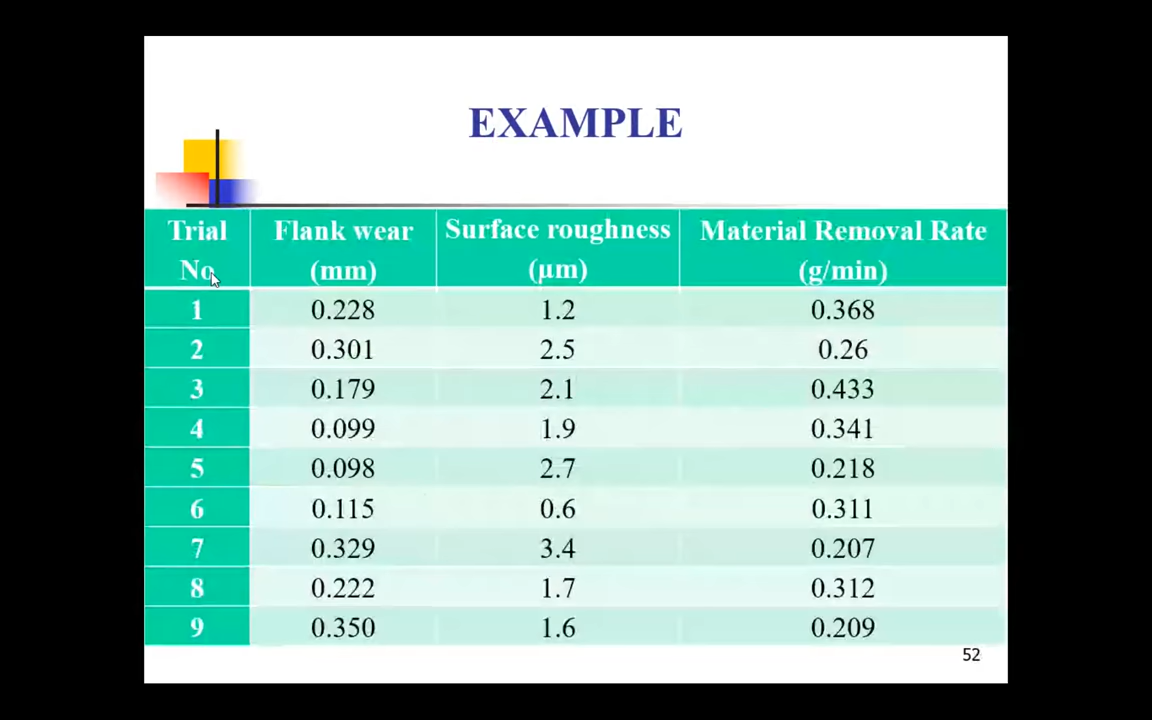 EXAMPLE
Trial No Flank wear (mm) Surface roughness (µm) Material Removal Rate (g/min)
1 0.228 1.2 0.368
2 0.301 2.5 0.26
3 0.179 2.1 0.433
4 0.099 1.9 0.341
5 0.098 2.7 0.218
6 0.115 0.6 0.311
7 0.329 3.4 0.207
8 0.222 1.7 0.312
9 0.350 1.6 0.209
52